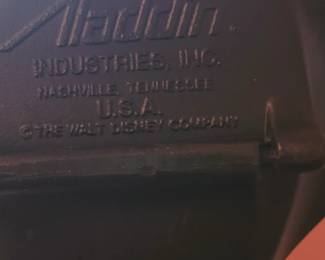 Aladdin
INDUSTRIES, INC.
NASHVILLE, TENNESSEE
U.S.A.
© THE WALT DISNEY COMPANY